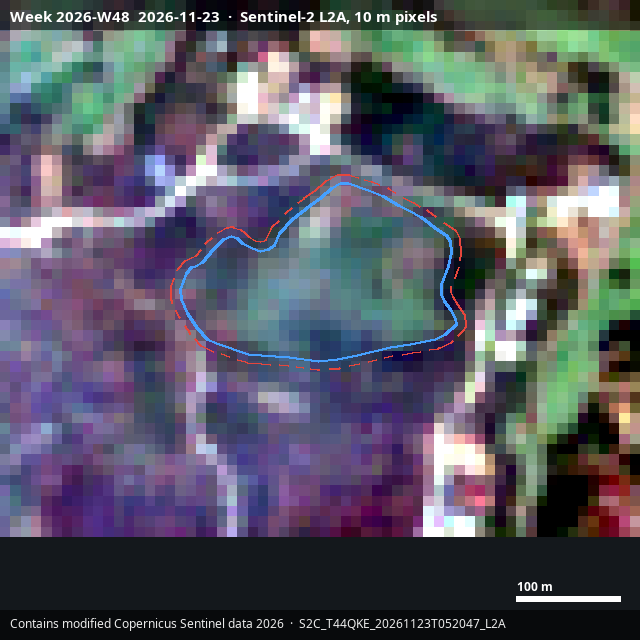 Week 2026-W48 2026-11-23 · Sentinel-2 L2A, 10 m pixels
100 m
Contains modified Copernicus Sentinel data 2026 · S2C_T44QKE_20261123T052047_L2A